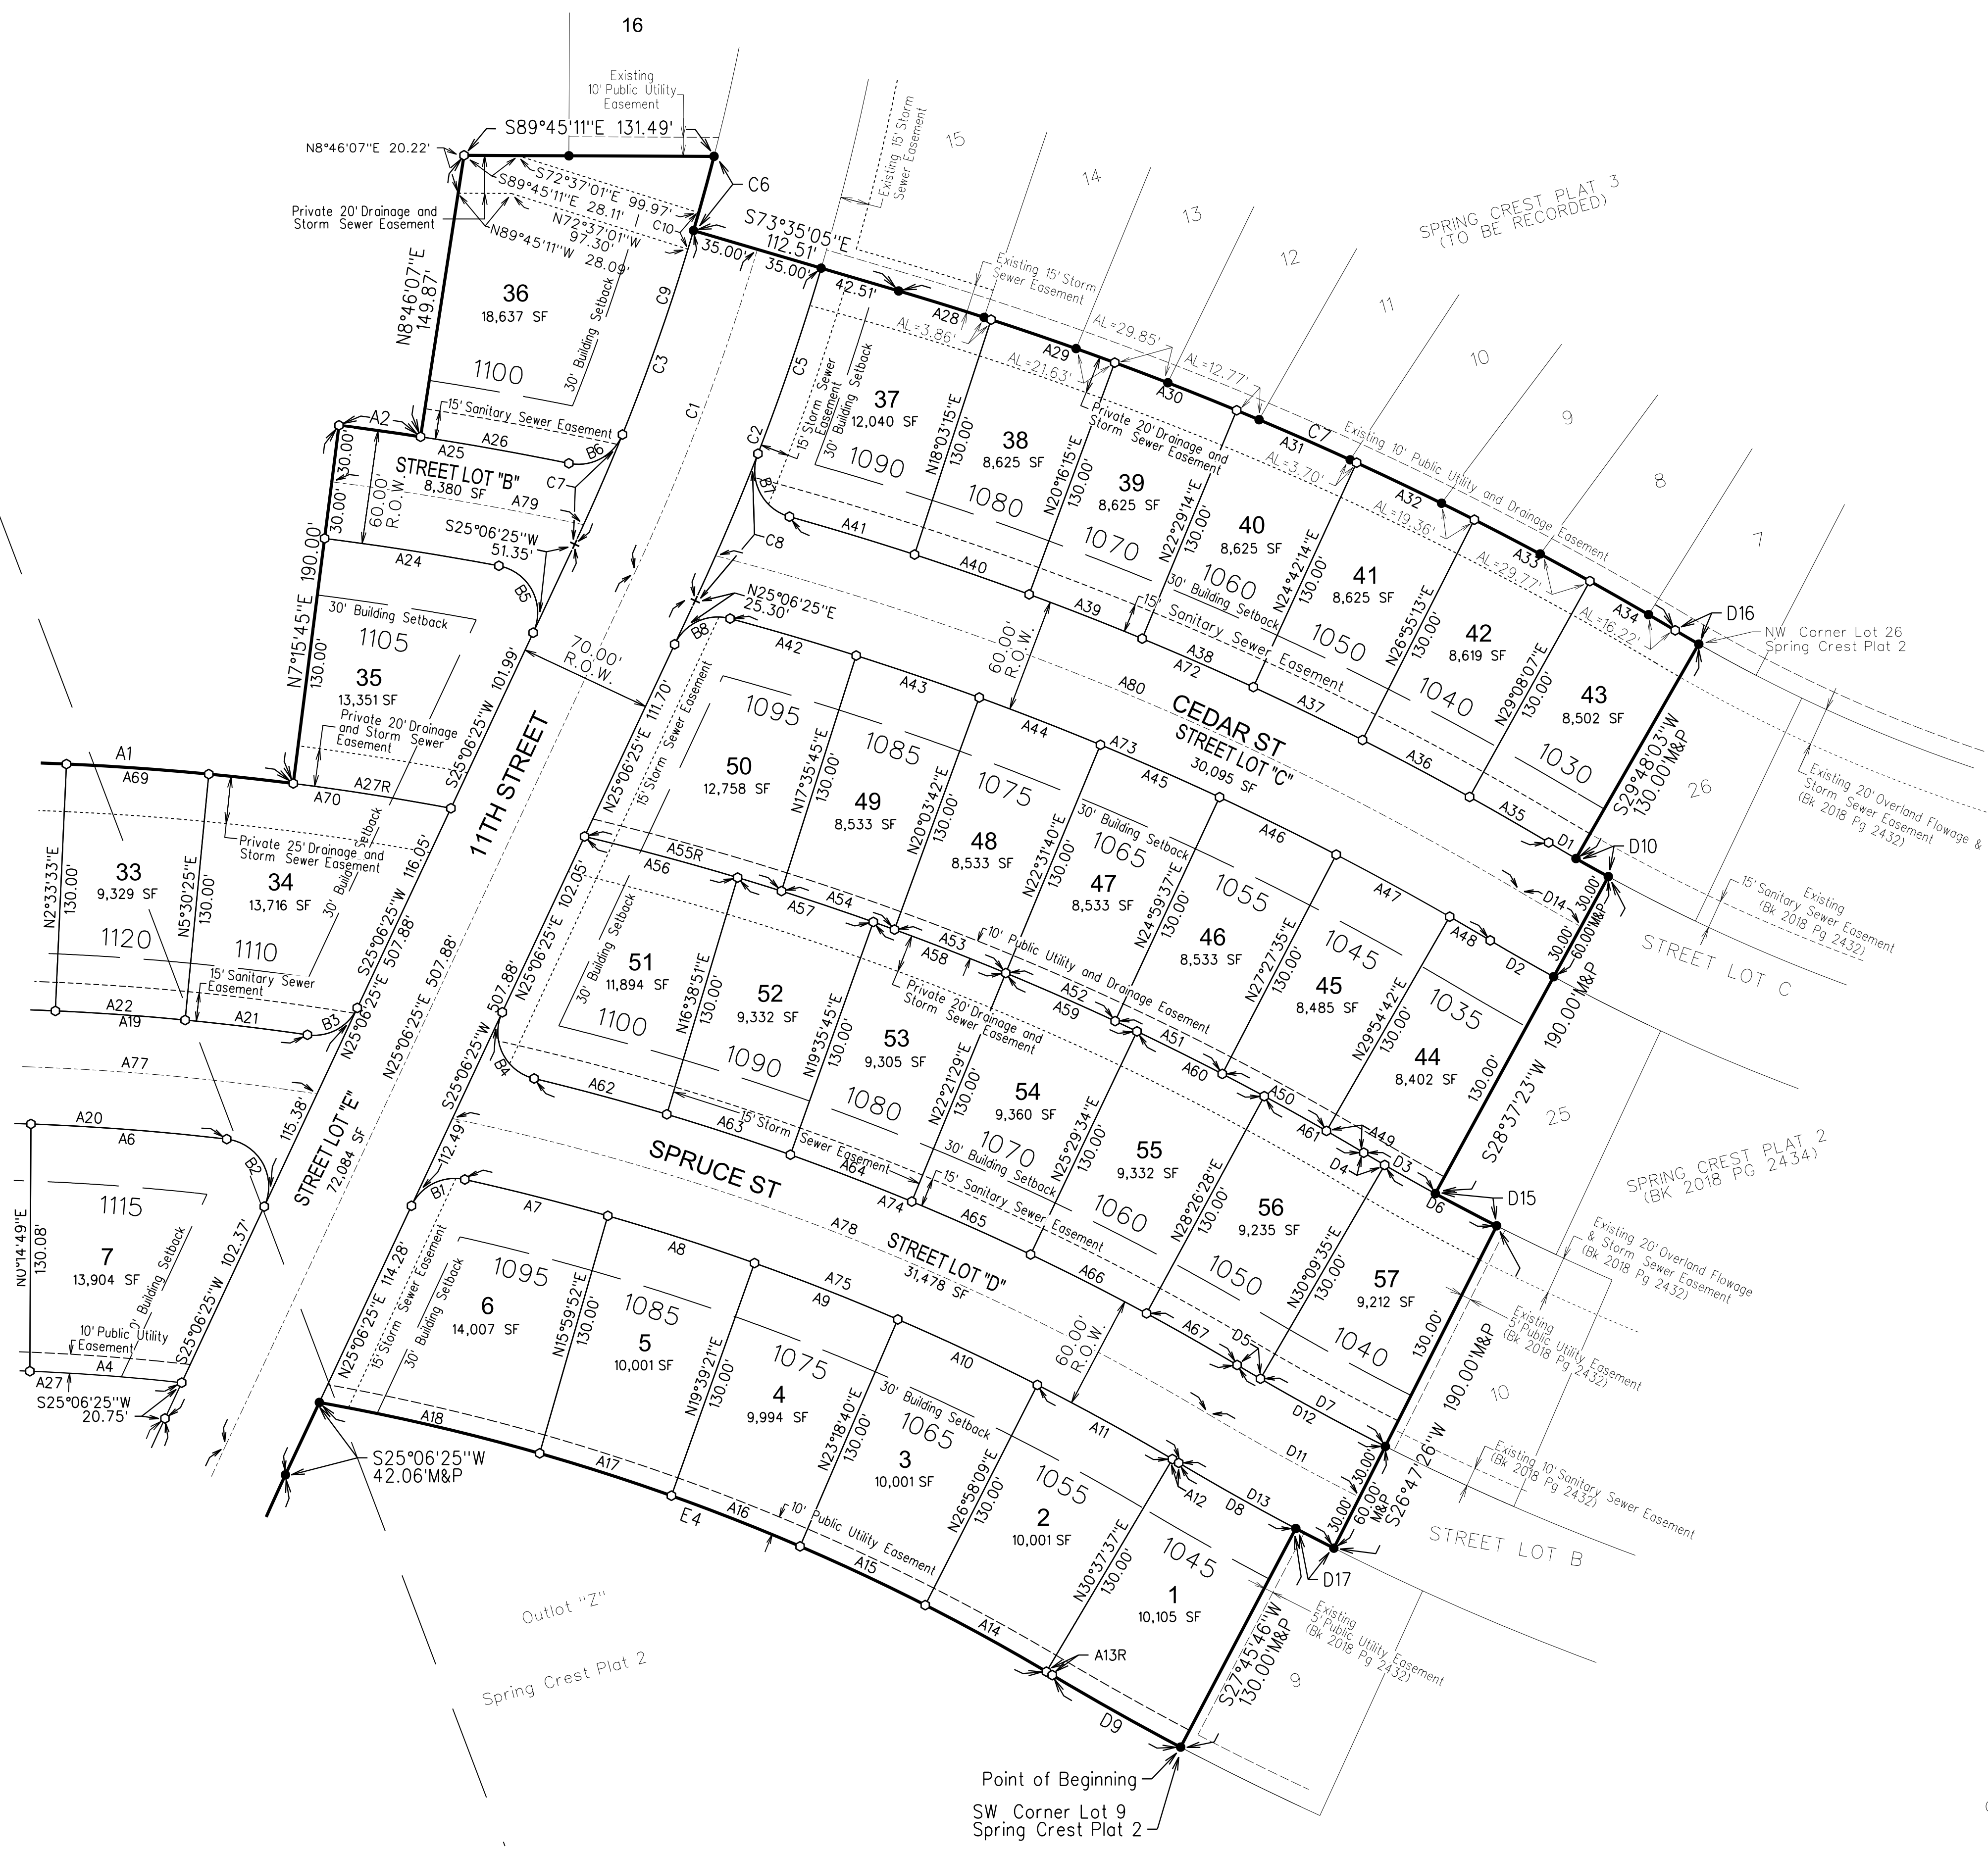 16
Existing
10' Public Utility
Easement
S89°45'11"E 131.49'
N8°46'07"E 20.22'
S72°37'01"E 99.97'
S89°45'11"E 28.11'
C10
N72°37'01"W
97.30'
N89°45'11"W 28.09'
C6
Private 20' Drainage and
Storm Sewer Easement
S73°35'05"E
112.51'
35.00'
35.00'
42.51'
Existing 15' Storm
Sewer Easement
15
14
13
12
11
10
9
8
7
SPRING CREST PLAT 3
(TO BE RECORDED)
Existing 15' Storm
Sewer Easement
N8°46'07"E
149.87'
36
18,637 SF
1100
30' Building Setback
15' Sanitary Sewer Easement
C9
C3
C1
C5
C2
A28
AL=3.86'
A29
AL=21.63'
AL=29.85'
A30
AL=12.77'
A31
C7
AL=3.70'
A32
AL=19.36'
A33
AL=29.77'
A34
AL=16.22'
Existing 10' Public Utility and Drainage Easement
D16
NW Corner Lot 26
Spring Crest Plat 2
15' Storm Sewer
Easement
30' Building Setback
37
12,040 SF
1090
N18°03'15"E
130.00'
38
8,625 SF
1080
N20°16'15"E
130.00'
Private 20' Drainage and
Storm Sewer Easement
39
8,625 SF
1070
N22°29'14"E
130.00'
40
8,625 SF
1060
30' Building Setback
N24°42'14"E
130.00'
41
8,625 SF
1050
N26°55'13"E
130.00'
42
8,619 SF
1040
N29°08'07"E
130.00'
43
8,502 SF
1030
S29°48'03"W
130.00'M&P
26
Existing 20' Overland Flowage &
Storm Sewer Easement
(Bk 2018 Pg 2432)
A2
30.00'
A25
A26
B6
STREET LOT "B"
8,380 SF
C7
A79
60.00'
R.O.W.
30.00'
S25°06'25"W
51.35'
A24
B5
N7°15'45"E 190.00'
130.00'
30' Building Setback
1105
35
13,351 SF
Private 20' Drainage
and Storm Sewer
Easement
S25°06'25"W 101.99'
B7
C8
A41
A40
A39
A38
A72
A37
A36
A35
D1
D10
15' Sanitary Sewer Easement
60.00'
R.O.W.
N25°06'25"E
25.30'
B8
70.00'
R.O.W.
A42
A43
A44
A73
A45
A46
A47
A48
D2
D14
A80
CEDAR ST
STREET LOT "C"
30,095 SF
30.00'
30.00'
60.00'M&P
Existing
15' Sanitary Sewer Easement
(Bk 2018 Pg 2432)
STREET LOT C
A1
A69
A70
A27R
11TH STREET
N25°06'25"E 111.70'
15' Storm Sewer Easement
1095
50
12,758 SF
N17°35'45"E
130.00'
1085
49
8,533 SF
N20°03'42"E
130.00'
1075
48
8,533 SF
N22°31'40"E
130.00'
30' Building Setback
1065
47
8,533 SF
N24°59'37"E
130.00'
1055
46
8,533 SF
N27°27'35"E
130.00'
1045
45
8,485 SF
N29°54'42"E
130.00'
1035
44
8,402 SF
130.00'
S28°37'23"W 190.00'M&P
25
SPRING CREST PLAT 2
(BK 2018 PG 2434)
N2°33'33"E
130.00'
33
9,329 SF
1120
N5°30'25"E
130.00'
Private 25' Drainage and
Storm Sewer Easement
34
13,716 SF
1110
30' Building Setback
15' Sanitary Sewer
Easement
S25°06'25"W 116.05'
S25°06'25"W 507.88'
N25°06'25"E 507.88'
N25°06'25"E 507.88'
A22
A19
A21
B3
A77
A20
A6
B2
115.38'
STREET LOT "E"
72,084 SF
A55R
A56
A57
A54
A53
A58
A52
A59
A51
A60
A50
A61
A49
D4
D3
D6
D15
10' Public Utility and Drainage Easement
Private 20' Drainage and
Storm Sewer Easement
N25°06'25"E 102.05'
S25°06'25"W 507.88'
30' Building Setback
51
11,894 SF
1100
N16°38'51"E
130.00'
52
9,332 SF
1090
N19°35'45"E
130.00'
53
9,305 SF
1080
N22°21'29"E
130.00'
54
9,360 SF
1070
30' Building Setback
N25°29'34"E
130.00'
55
9,332 SF
1060
N28°26'28"E
130.00'
56
9,235 SF
1050
N30°09'35"E
130.00'
57
9,212 SF
1040
130.00'
S26°47'26"W 190.00'M&P
Existing 20' Overland Flowage
& Storm Sewer Easement
(Bk 2018 Pg 2432)
Existing
5' Public Utility Easement
(Bk 2018 Pg 2432)
10
Existing 10' Sanitary Sewer Easement
(Bk 2018 Pg 2432)
STREET LOT B
B4
A62
A63
15' Storm Sewer Easement
A64
A74
15' Sanitary Sewer Easement
A65
A66
A67
D5
D7
D12
112.49'
SPRUCE ST
A78
STREET LOT "D"
31,478 SF
60.00'
R.O.W.
D11
30.00'
30.00'
60.00'
M&P
N0°14'49"E
130.08'
1115
7
13,904 SF
10' Public Utility
Easement
A4
A27
S25°06'25"W 102.37'
S25°06'25"W
20.75'
B1
A7
A8
A75
A9
A10
A11
A12
D13
D8
D17
N25°06'25"E 114.28'
15' Storm Sewer Easement
30' Building Setback
1095
6
14,007 SF
N15°59'52"E
130.00'
1085
5
10,001 SF
N19°39'21"E
130.00'
1075
4
9,994 SF
N23°18'40"E
130.00'
30' Building Setback
1065
3
10,001 SF
N26°58'09"E
130.00'
1055
2
10,001 SF
N30°37'37"E
130.00'
1045
1
10,105 SF
S27°45'46"W
130.00'M&P
Existing
5' Public Utility Easement
(Bk 2018 Pg 2432)
9
A18
A17
E4
A16
10' Public Utility Easement
A15
A14
A13R
D9
S25°06'25"W
42.06'M&P
Outlot "Z"
Spring Crest Plat 2
Point of Beginning
SW Corner Lot 9
Spring Crest Plat 2